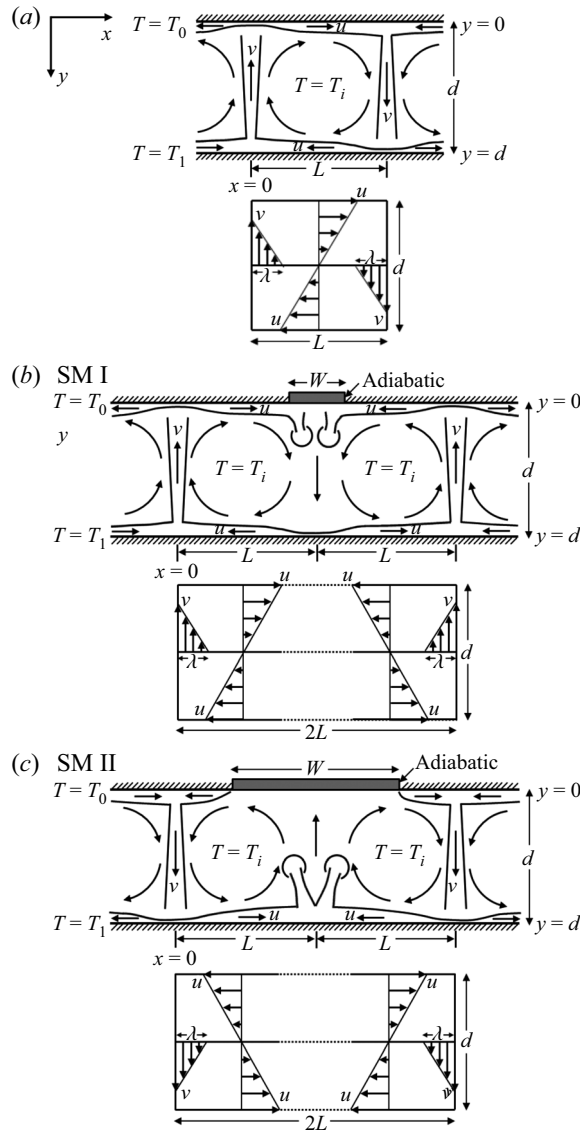 (a)
x
y
T = T0
u
y = 0
v
T = Ti
v
d
T = T1
u
y = d
L
x = 0
u
v
λ
λ
d
u
v
L
(b) SM I
W
Adiabatic
T = T0
u
y = 0
y
v
T = Ti
T = Ti
v
d
T = T1
u
u
y = d
L
L
x = 0
u
u
v
v
λ
λ
d
u
u
2L
(c) SM II
W
Adiabatic
T = T0
u
u
y = 0
T = Ti
T = Ti
d
v
v
T = T1
u
u
y = d
L
L
x = 0
u
u
λ
λ
d
v
v
u
u
2L